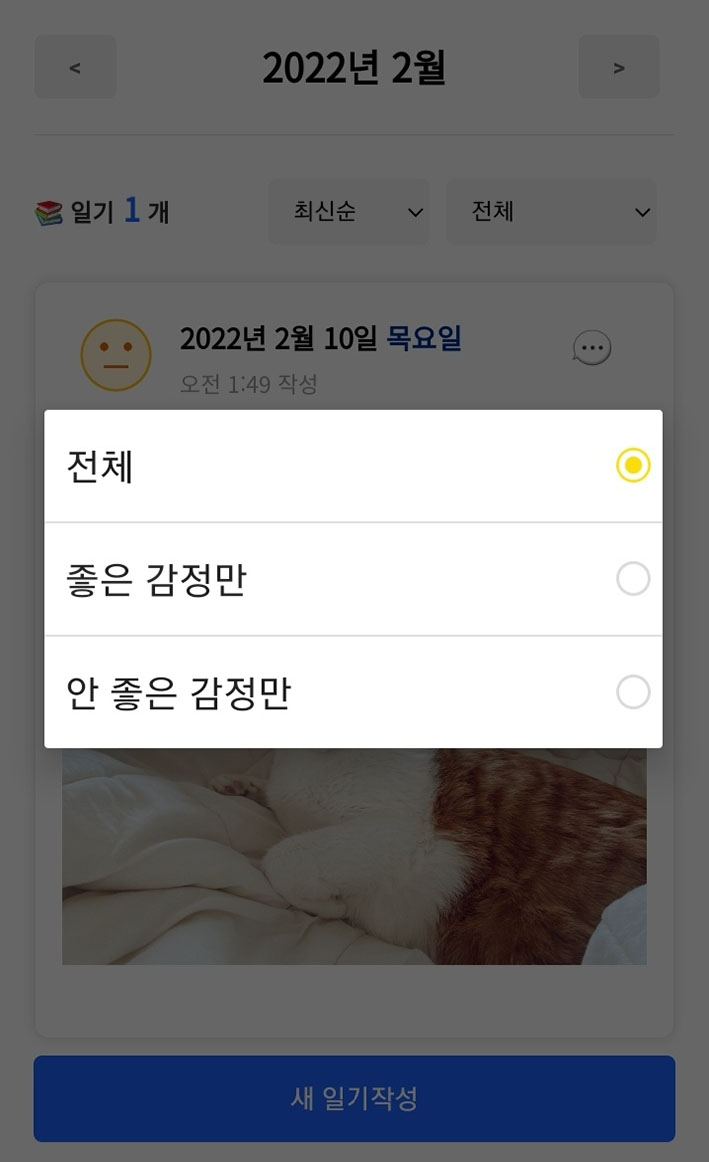 < 2022년 2월 >
일기 1 개 최신순 전체
2022년 2월 10일 목요일
오전 1:49 작성
전체
좋은 감정만
안 좋은 감정만
새 일기작성